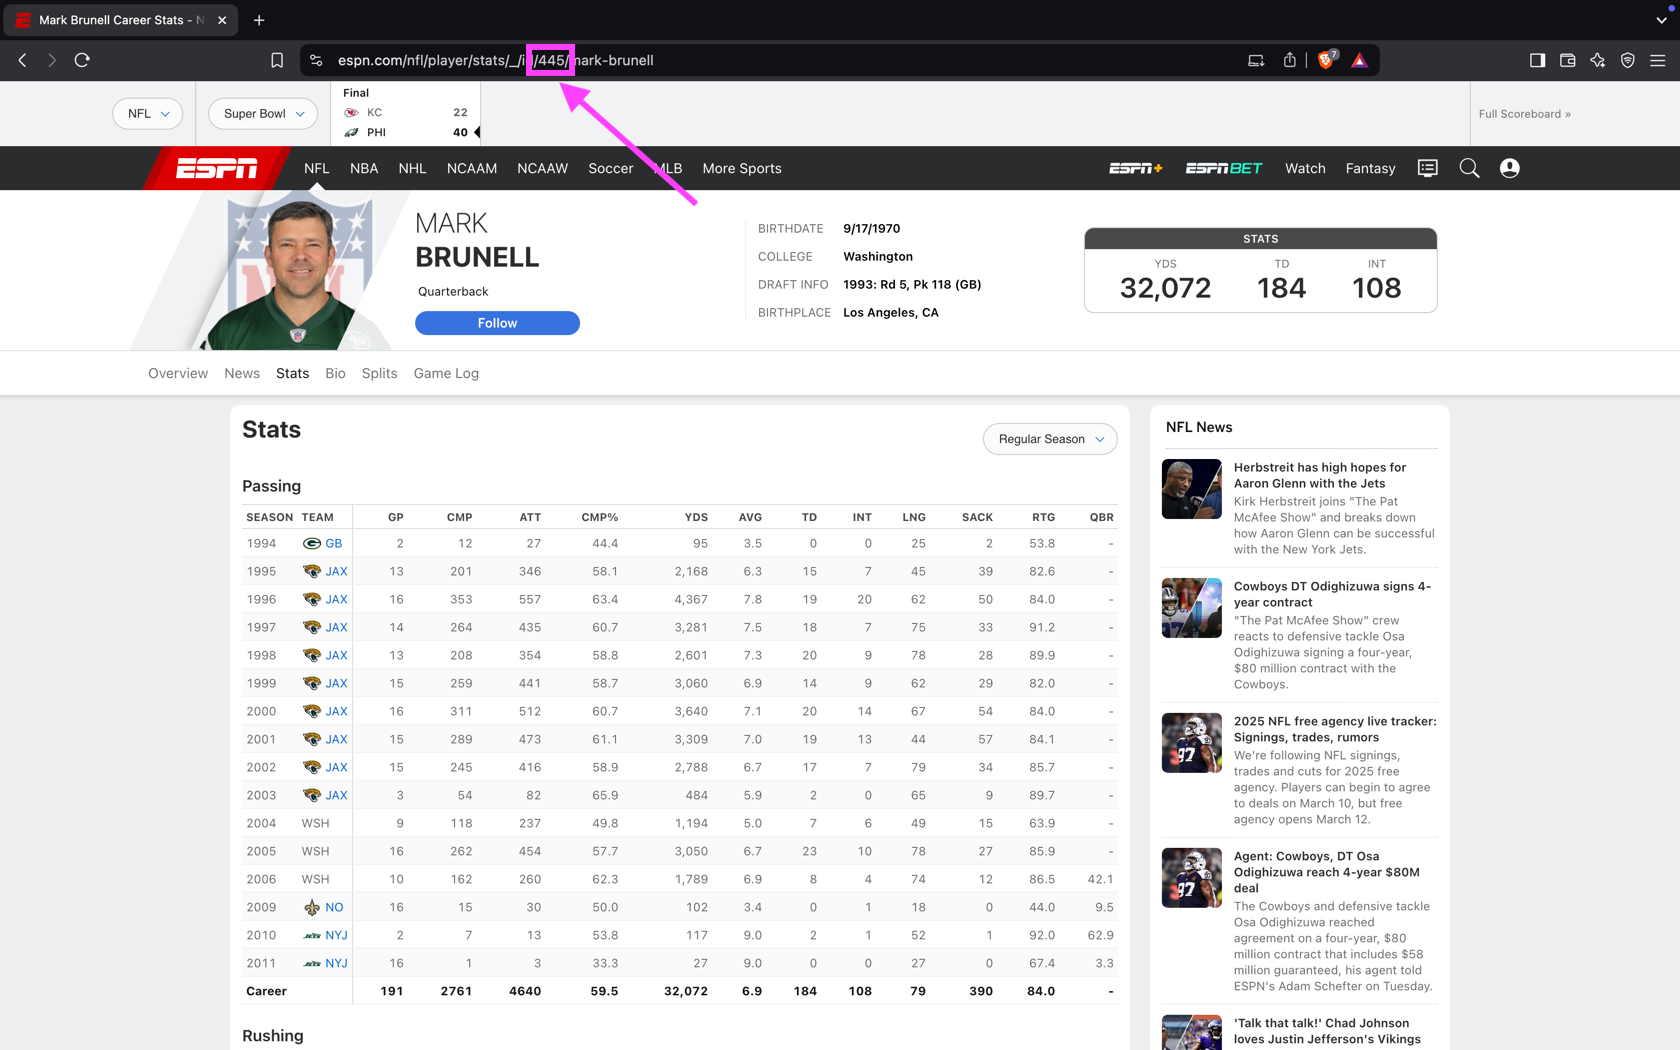 Mark Brunell Career Stats - N
espn.com/nfl/player/stats/_/id/445/mark-brunell
7
NFL
Super Bowl
Final
KC 22
PHI 40
Full Scoreboard »
ESPN NFL NBA NHL NCAAM NCAAW Soccer MLB More Sports ESPN+ ESPN BET Watch Fantasy
MARK
BRUNELL
Quarterback
Follow
BIRTHDATE 9/17/1970
COLLEGE Washington
DRAFT INFO 1993: Rd 5, Pk 118 (GB)
BIRTHPLACE Los Angeles, CA
STATS
YDS TD INT
32,072 184 108
Overview News Stats Bio Splits Game Log
Stats
Regular Season
Passing
SEASON TEAM GP CMP ATT CMP% YDS AVG TD INT LNG SACK RTG QBR
1994 GB 2 12 27 44.4 95 3.5 0 0 25 2 53.8 -
1995 JAX 13 201 346 58.1 2,168 6.3 15 7 45 39 82.6 -
1996 JAX 16 353 557 63.4 4,367 7.8 19 20 62 50 84.0 -
1997 JAX 14 264 435 60.7 3,281 7.5 18 7 75 33 91.2 -
1998 JAX 13 208 354 58.8 2,601 7.3 20 9 78 28 89.9 -
1999 JAX 15 259 441 58.7 3,060 6.9 14 9 62 29 82.0 -
2000 JAX 16 311 512 60.7 3,640 7.1 20 14 67 54 84.0 -
2001 JAX 15 289 473 61.1 3,309 7.0 19 13 44 57 84.1 -
2002 JAX 15 245 416 58.9 2,788 6.7 17 7 79 34 85.7 -
2003 JAX 3 54 82 65.9 484 5.9 2 0 65 9 89.7 -
2004 WSH 9 118 237 49.8 1,194 5.0 7 6 49 15 63.9 -
2005 WSH 16 262 454 57.7 3,050 6.7 23 10 78 27 85.9 -
2006 WSH 10 162 260 62.3 1,789 6.9 8 4 74 12 86.5 42.1
2009 NO 16 15 30 50.0 102 3.4 0 1 18 0 44.0 9.5
2010 NYJ 2 7 13 53.8 117 9.0 2 1 52 1 92.0 62.9
2011 NYJ 16 1 3 33.3 27 9.0 0 0 27 0 67.4 3.3
Career 191 2761 4640 59.5 32,072 6.9 184 108 79 390 84.0 -
Rushing
NFL News
Herbstreit has high hopes for
Aaron Glenn with the Jets
Kirk Herbstreit joins "The Pat
McAfee Show" and breaks down
how Aaron Glenn can be successful
with the New York Jets.
Cowboys DT Odighizuwa signs 4-
year contract
"The Pat McAfee Show" crew
reacts to defensive tackle Osa
Odighizuwa signing a four-year,
$80 million contract with the
Cowboys.
2025 NFL free agency live tracker:
Signings, trades, rumors
We're following NFL signings,
trades and cuts for 2025 free
agency. Players can begin to agree
to deals on March 10, but free
agency opens March 12.
Agent: Cowboys, DT Osa
Odighizuwa reach 4-year $80M
deal
The Cowboys and defensive tackle
Osa Odighizuwa reached
agreement on a four-year, $80
million contract that includes $58
million guaranteed, his agent told
ESPN's Adam Schefter on Tuesday.
'Talk that talk!' Chad Johnson
loves Justin Jefferson's Vikings